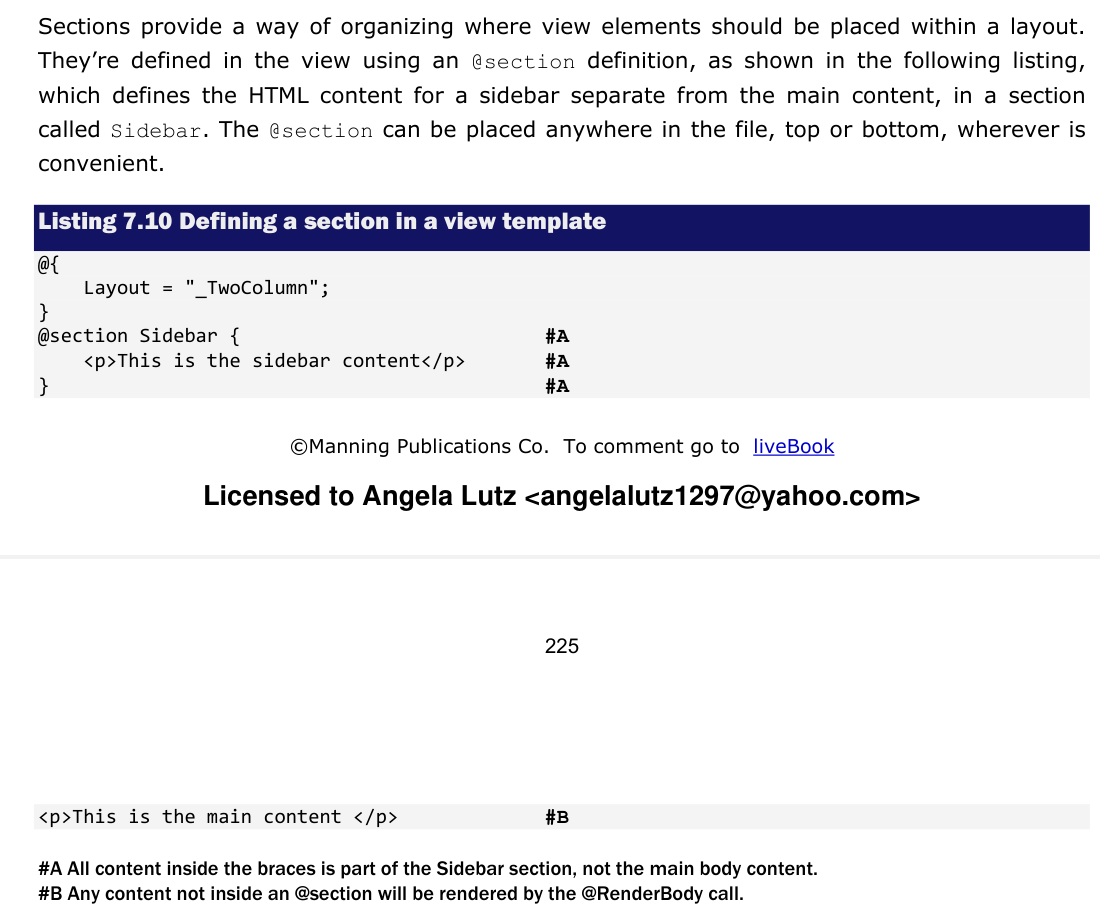 Sections provide a way of organizing where view elements should be placed within a layout.
They’re defined in the view using an @section definition, as shown in the following listing,
which defines the HTML content for a sidebar separate from the main content, in a section
called Sidebar. The @section can be placed anywhere in the file, top or bottom, wherever is
convenient.
Listing 7.10 Defining a section in a view template
@{
    Layout = "_TwoColumn";
}
@section Sidebar { #A
    <p>This is the sidebar content</p> #A
} #A
©Manning Publications Co. To comment go to liveBook
Licensed to Angela Lutz <angelalutz1297@yahoo.com>
225
<p>This is the main content </p> #B
#A All content inside the braces is part of the Sidebar section, not the main body content.
#B Any content not inside an @section will be rendered by the @RenderBody call.